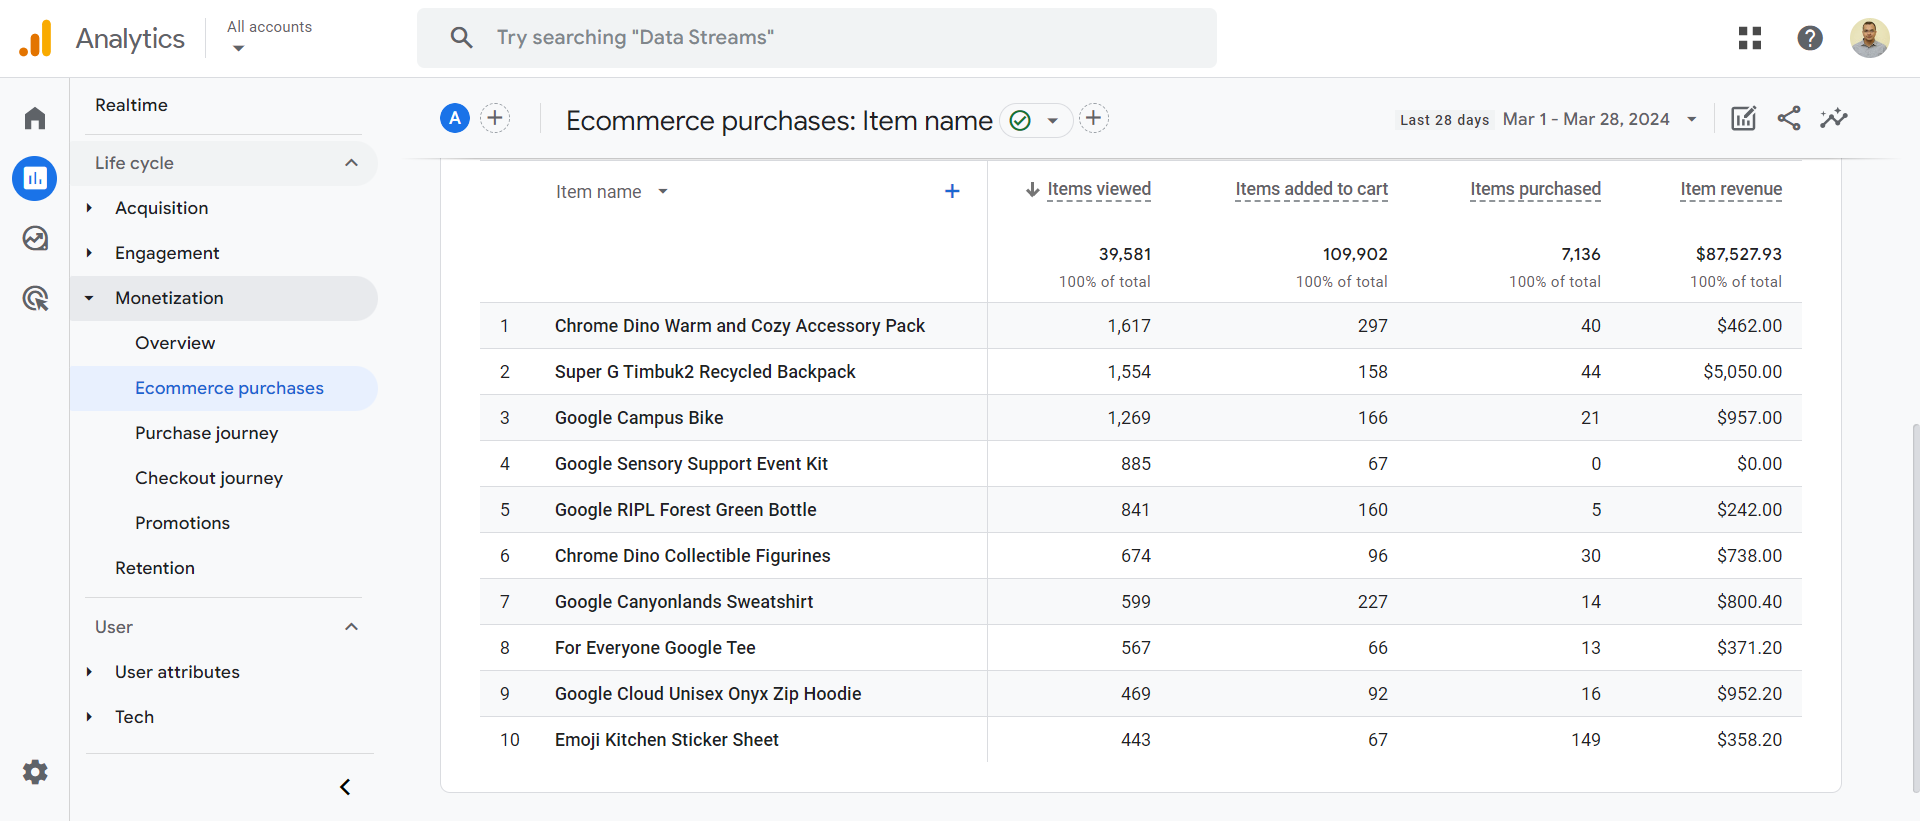 Analytics
All accounts
Try searching "Data Streams"
Realtime
Life cycle
Acquisition
Engagement
Monetization
Overview
Ecommerce purchases
Purchase journey
Checkout journey
Promotions
Retention
User
User attributes
Tech
A
Ecommerce purchases: Item name
Last 28 days Mar 1 - Mar 28, 2024
Item name Items viewed Items added to cart Items purchased Item revenue
39,581 109,902 7,136 $87,527.93
100% of total 100% of total 100% of total 100% of total
1 Chrome Dino Warm and Cozy Accessory Pack 1,617 297 40 $462.00
2 Super G Timbuk2 Recycled Backpack 1,554 158 44 $5,050.00
3 Google Campus Bike 1,269 166 21 $957.00
4 Google Sensory Support Event Kit 885 67 0 $0.00
5 Google RIPL Forest Green Bottle 841 160 5 $242.00
6 Chrome Dino Collectible Figurines 674 96 30 $738.00
7 Google Canyonlands Sweatshirt 599 227 14 $800.40
8 For Everyone Google Tee 567 66 13 $371.20
9 Google Cloud Unisex Onyx Zip Hoodie 469 92 16 $952.20
10 Emoji Kitchen Sticker Sheet 443 67 149 $358.20